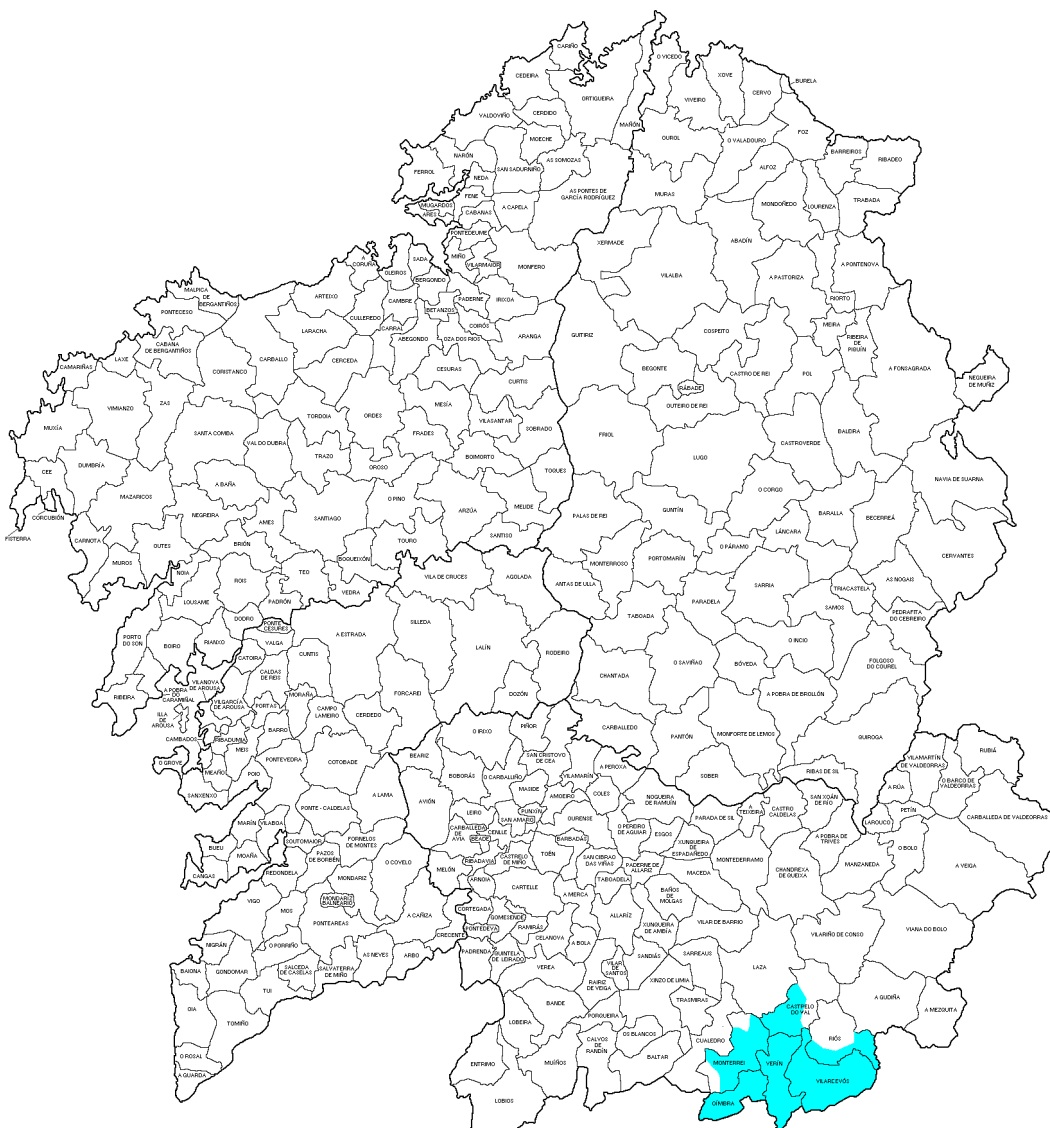 CARIÑO
O VICEDO
CEDEIRA
XOVE
BURELA
ORTIGUEIRA
VIVEIRO
CERVO
VALDOVIÑO
CERDIDO
MAÑÓN
FOZ
MOECHE
OUROL
O VALADOURO
BARREIROS
RIBADEO
NARÓN
AS SOMOZAS
ALFOZ
FERROL
NEDA
SAN SADURNIÑO
AS PONTES DE
GARCÍA RODRÍGUEZ
MURAS
FENE
MUGARDOS
ARES
CABANAS
A CAPELA
MONDOÑEDO
LOURENZA
TRABADA
PONTEDEUME
XERMADE
ABADÍN
A
CORUÑA
SADA
MIÑO
VILARMAIOR
MONFERO
VILALBA
A PASTORIZA
A PONTENOVA
OLEIROS
BERGONDO
MALPICA
DE
BERGANTIÑOS
ARTEIXO
CAMBRE
PADERNE
IRIXOA
RIORTO
PONTECESO
CULLEREDO
BETANZOS
COIRÓS
LARACHA
CARRAL
ABEGONDO
OZA DOS RIOS
ARANGA
GUITIRIZ
COSPEITO
MEIRA
RIBEIRA
DE
PIQUÍN
CABANA
DE BERGANTIÑOS
LAXE
CAMARIÑAS
CARBALLO
CERCEDA
CESURAS
BEGONTE
CASTRO DE REI
POL
A FONSAGRADA
NEGUEIRA
DE MUÑIZ
CORISTANCO
CURTIS
RÁBADE
VIMIANZO
ZAS
MESÍA
OUTEIRO DE REI
TORDOIA
ORDES
VILASANTAR
SOBRADO
MUXÍA
SANTA COMBA
VAL DO DUBRA
FRADES
FRIOL
CASTROVERDE
BALEIRA
TRAZO
OROSO
BOIMORTO
LUGO
DUMBRÍA
CEE
TOQUES
NAVIA DE SUARNA
A BAÑA
MAZARICOS
O PINO
O CORGO
CORCUBIÓN
NEGREIRA
SANTIAGO
ARZÚA
MELIDE
PALAS DE REI
GUNTÍN
BARALLA
BECERREÁ
AMES
LÁNCARA
FISTERRA
CARNOTA
OUTES
BRIÓN
TOURO
SANTISO
O PÁRAMO
CERVANTES
MUROS
BOQUEIXÓN
MONTERROSO
PORTOMARÍN
NOIA
ROIS
TEO
VEDRA
VILA DE CRUCES
AGOLADA
ANTAS DE ULLA
SARRIA
AS NOGAIS
TRIACASTELA
LOUSAME
PADRÓN
PARADELA
SAMOS
PEDRAFITA
DO CEBREIRO
DODRO
PONTE
CESURES
TABOADA
SILLEDA
A ESTRADA
PORTO
DO SON
BOIRO
RIANXO
VALGA
LALÍN
RODEIRO
O INCIO
CATOIRA
CUNTIS
O SAVIÑAO
BÓVEDA
FOLGOSO
DO COUREL
CALDAS
DE REIS
CHANTADA
VILANOVA
DE AROUSA
RIBEIRA
A POBRA
DO
CARAMIÑAL
FORCAREI
DOZÓN
A POBRA DE BROLLÓN
MORAÑA
VILGARCÍA
DE AROUSA
PORTAS
CAMPO
LAMEIRO
ILLA
DE
AROUSA
CERDEDO
CARBALLEDO
BARRO
PANTÓN
MONFORTE DE LEMOS
QUIROGA
CAMBADOS
RIBADUMIA
MEIS
PONTEVEDRA
COTOBADE
O IRIXO
PIÑOR
BEARIZ
SAN CRISTOVO
DE CEA
O GROVE
MEAÑO
POIO
SANXENXO
BOBORÁS
O CARBALLIÑO
VILAMARÍN
A PEROXA
SOBER
RIBAS DE SIL
VILAMARTÍN
DE VALDEORRAS
RUBIÁ
A RÚA
O BARCO DE
VALDEORRAS
MASIDE
A LAMA
AVIÓN
AMOEIRO
COLES
NOGUEIRA
DE RAMUÍN
SAN XOÁN
DE RÍO
PONTE - CALDELAS
LEIRO
PUNXÍN
OURENSE
A
TEIXEIRA
CASTRO
CALDELAS
PETÍN
CARBALLEDA DE VALDEORRAS
SAN AMARO
PARADA DE SIL
LAROUCO
MARÍN
VILABOA
CARBALLEDA
DE
AVIA
CENLLE
BEADE
O PEREIRO
DE AGUIAR
ESGOS
XUNQUEIRA
DE
ESPADAÑEDO
A POBRA DE
TRIVES
SOUTOMAIOR
FORNELOS
DE MONTES
BARBADÁS
O BOLO
BUEU
MOAÑA
PAZOS
DE BORBÉN
CASTRELO
DE MIÑO
TOÉN
SAN CIBRAO
DAS VIÑAS
MONTEDERRAMO
MANZANEDA
A VEIGA
O COVELO
RIBADAVIA
PADERNE DE
ALLARIZ
CANGAS
REDONDELA
MONDARIZ
MELÓN
ARNOIA
TABOADELA
MACEDA
CHANDREXA
DE QUEIXA
VIGO
CARTELLE
A MERCA
BAÑOS
DE
MOLGAS
MONDARÍZ
BALNEARIO
MOS
PONTEAREAS
A CAÑIZA
CORTEGADA
GOMESENDE
ALLARÍZ
VILAR DE BARRIO
PONTEDEVA
RAMIRÁS
XUNQUEIRA
DE
AMBÍA
VIANA DO BOLO
CRECENTE
CELANOVA
A BOLA
VILARIÑO DE CONSO
NIGRÁN
O PORRIÑO
AS NEVES
ARBO
PADRENDA
QUINTELA
DE LEIRADO
SANDIÁS
SARREAUS
BAIONA
GONDOMAR
SALCEDA
DE CASELAS
SALVATERRA
DE MIÑO
VEREA
VILAR
DE
SANTOS
LAZA
TUI
RAIRIZ
DE VEIGA
XINZO DE LIMIA
A GUDIÑA
OIA
BANDE
TRASMIRAS
CASTRELO
DO VAL
A MEZQUITA
TOMIÑO
LOBEIRA
PORQUEIRA
OS BLANCOS
CUALEDRO
RIÓS
CALVOS
DE
RANDÍN
O ROSAL
ENTRIMO
MUÍÑOS
BALTAR
MONTERREI
VERÍN
A GUARDA
VILARDEVÓS
LOBIOS
OÍMBRA